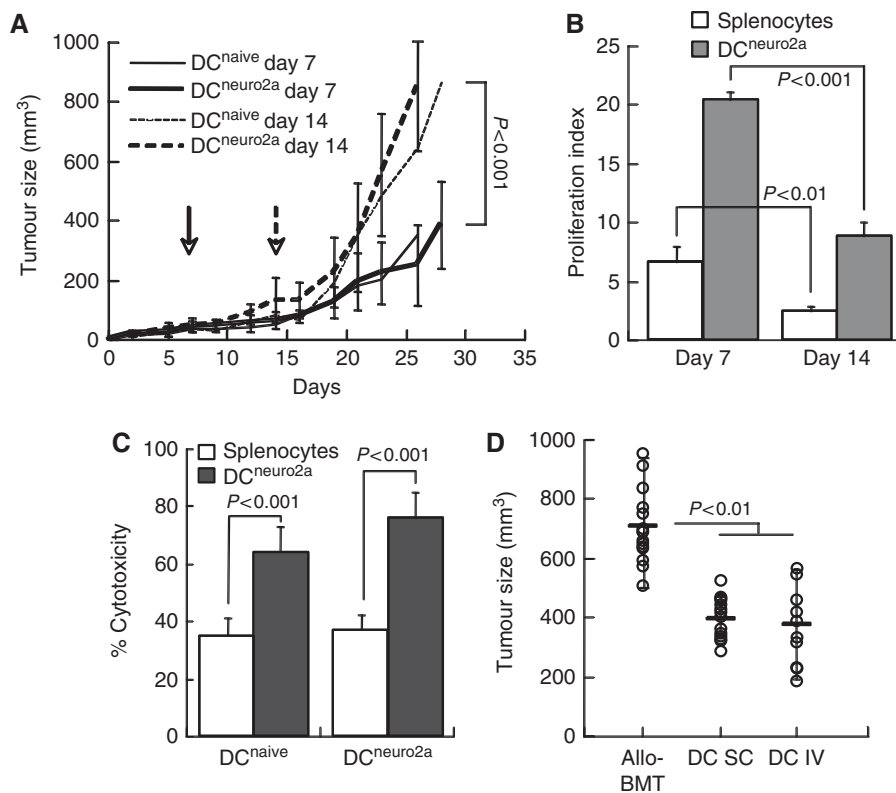 A
Tumour size (mm³)
1000
800
600
400
200
0
DCnaive day 7
DCneuro2a day 7
DCnaive day 14
DCneuro2a day 14
P<0.001
0 5 10 15 20 25 30 35
Days
B
Splenocytes
DCneuro2a
Proliferation index
25
20
15
10
5
0
P<0.001
P<0.01
Day 7 Day 14
C
Splenocytes
DCneuro2a
% Cytotoxicity
100
80
60
40
20
0
P<0.001
P<0.001
DCnaive DCneuro2a
D
Tumour size (mm³)
1000
800
600
400
200
0
P<0.01
Allo-
BMT
DC SC
DC IV